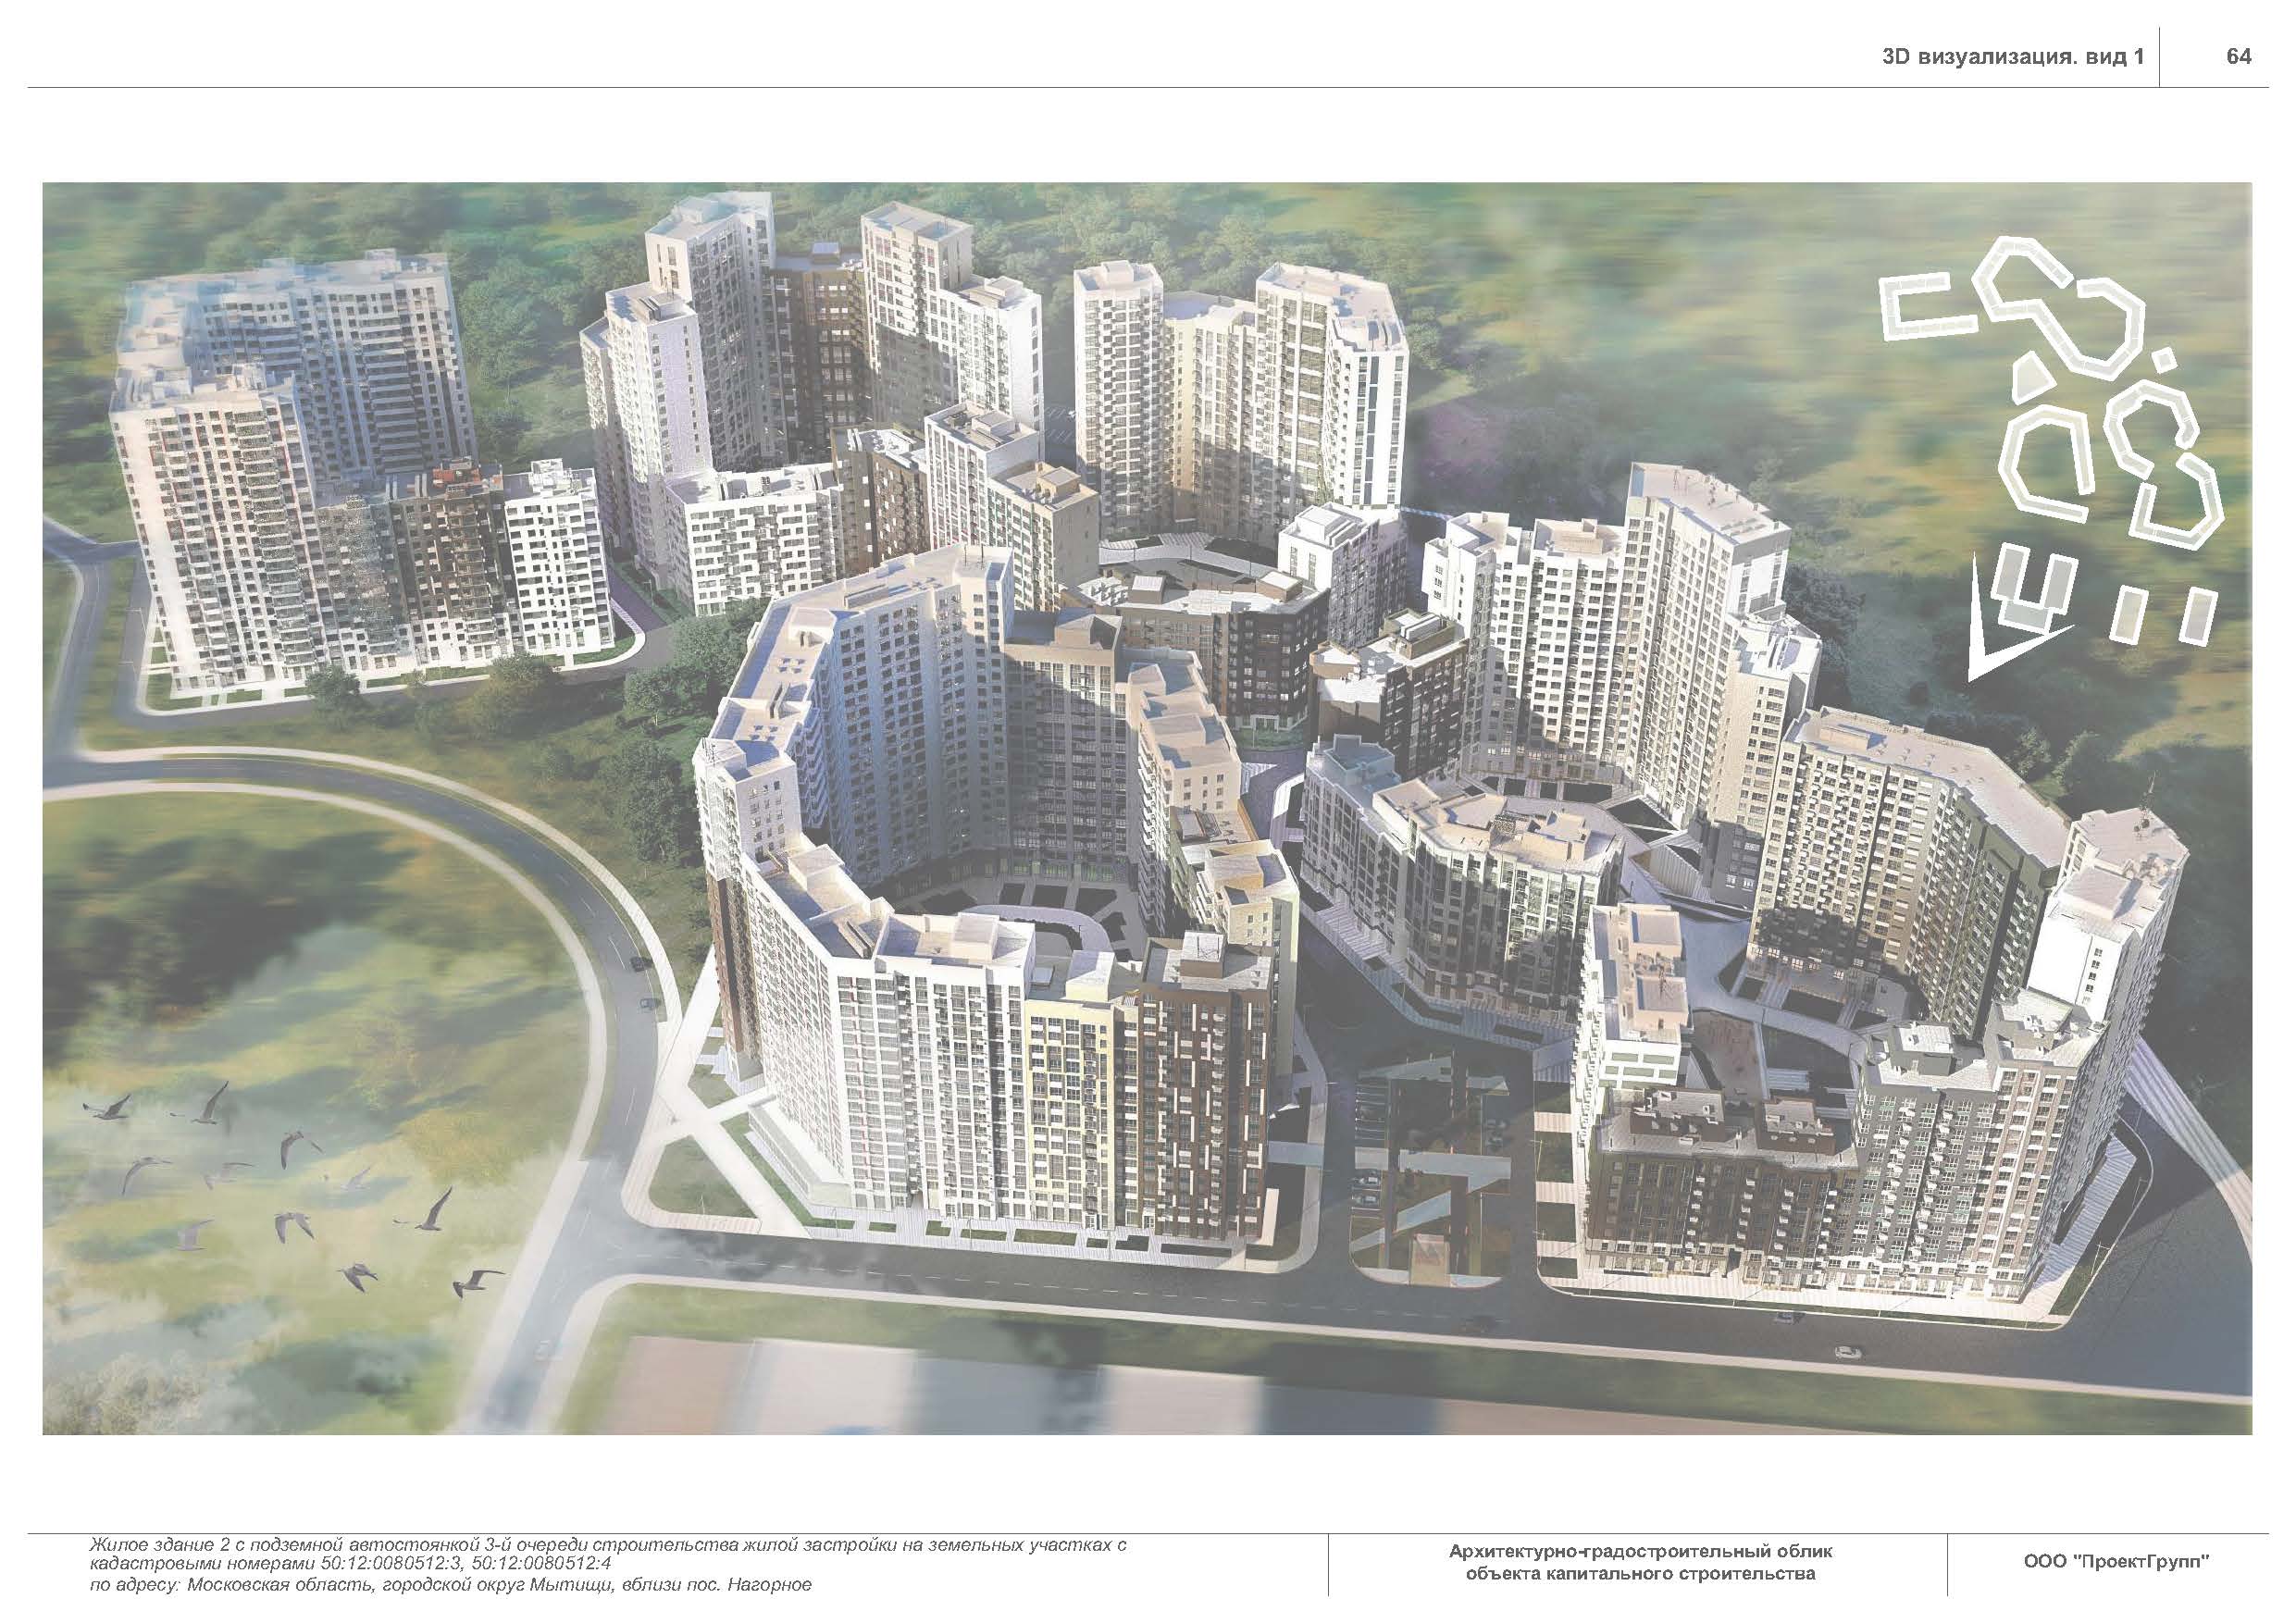 3D визуализация. вид 1
64
Жилое здание 2 с подземной автостоянкой 3-й очереди строительства жилой застройки на земельных участках с
кадастровыми номерами 50:12:0080512:3, 50:12:0080512:4
по адресу: Московская область, городской округ Мытищи, вблизи пос. Нагорное
Архитектурно-градостроительный облик
объекта капитального строительства
ООО "ПроектГрупп"